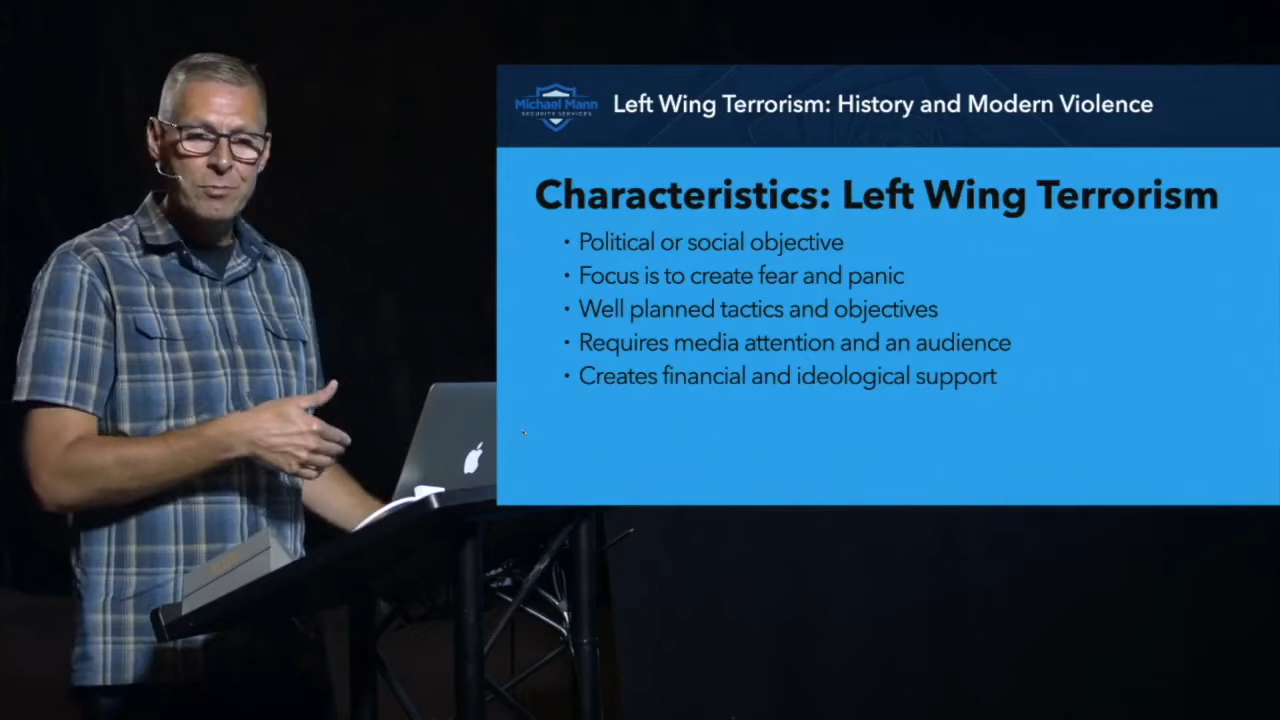 Michael Mann
SECURITY SERVICES
Left Wing Terrorism: History and Modern Violence
Characteristics: Left Wing Terrorism
• Political or social objective
• Focus is to create fear and panic
• Well planned tactics and objectives
• Requires media attention and an audience
• Creates financial and ideological support